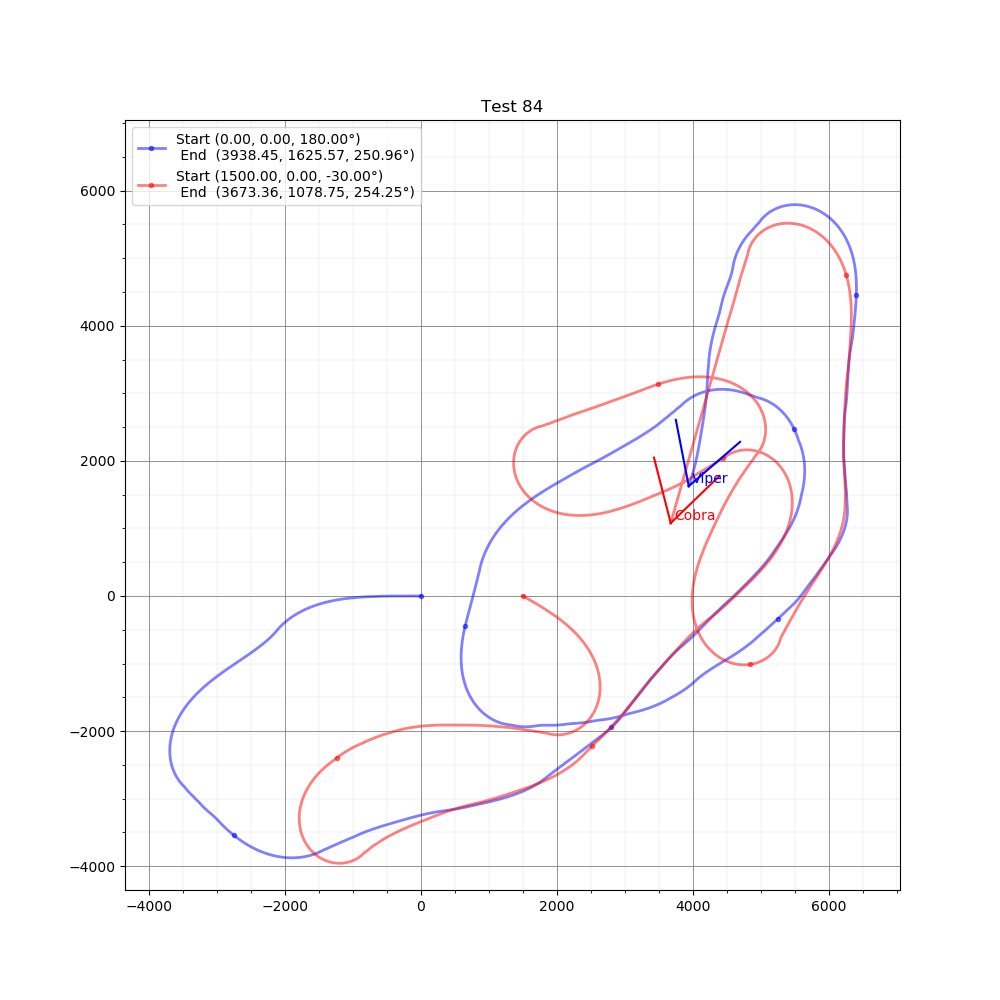 Test 84
Start (0.00, 0.00, 180.00°)
End (3938.45, 1625.57, 250.96°)
Start (1500.00, 0.00, -30.00°)
End (3673.36, 1078.75, 254.25°)
6000
4000
2000
0
−2000
−4000
Viper
Cobra
−4000
−2000
0
2000
4000
6000